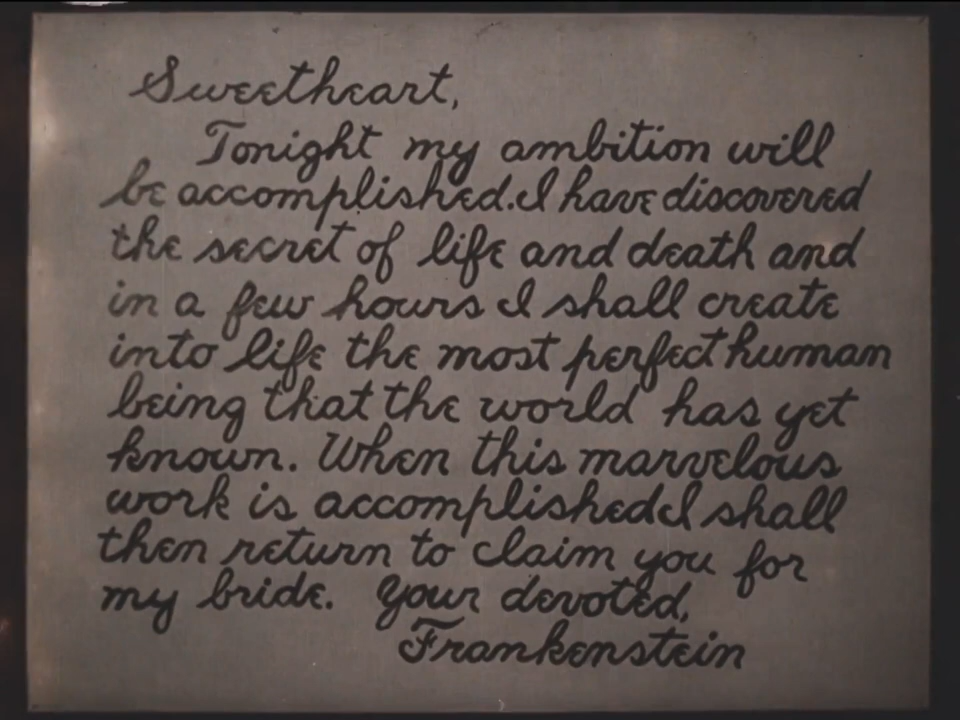 Sweetheart,
Tonight my ambition will
be accomplished. I have discovered
the secret of life and death and
in a few hours I shall create
into life the most perfect human
being that the world has yet
known. When this marvelous
work is accomplished I shall
then return to claim you for
my bride. Your devoted,
Frankenstein